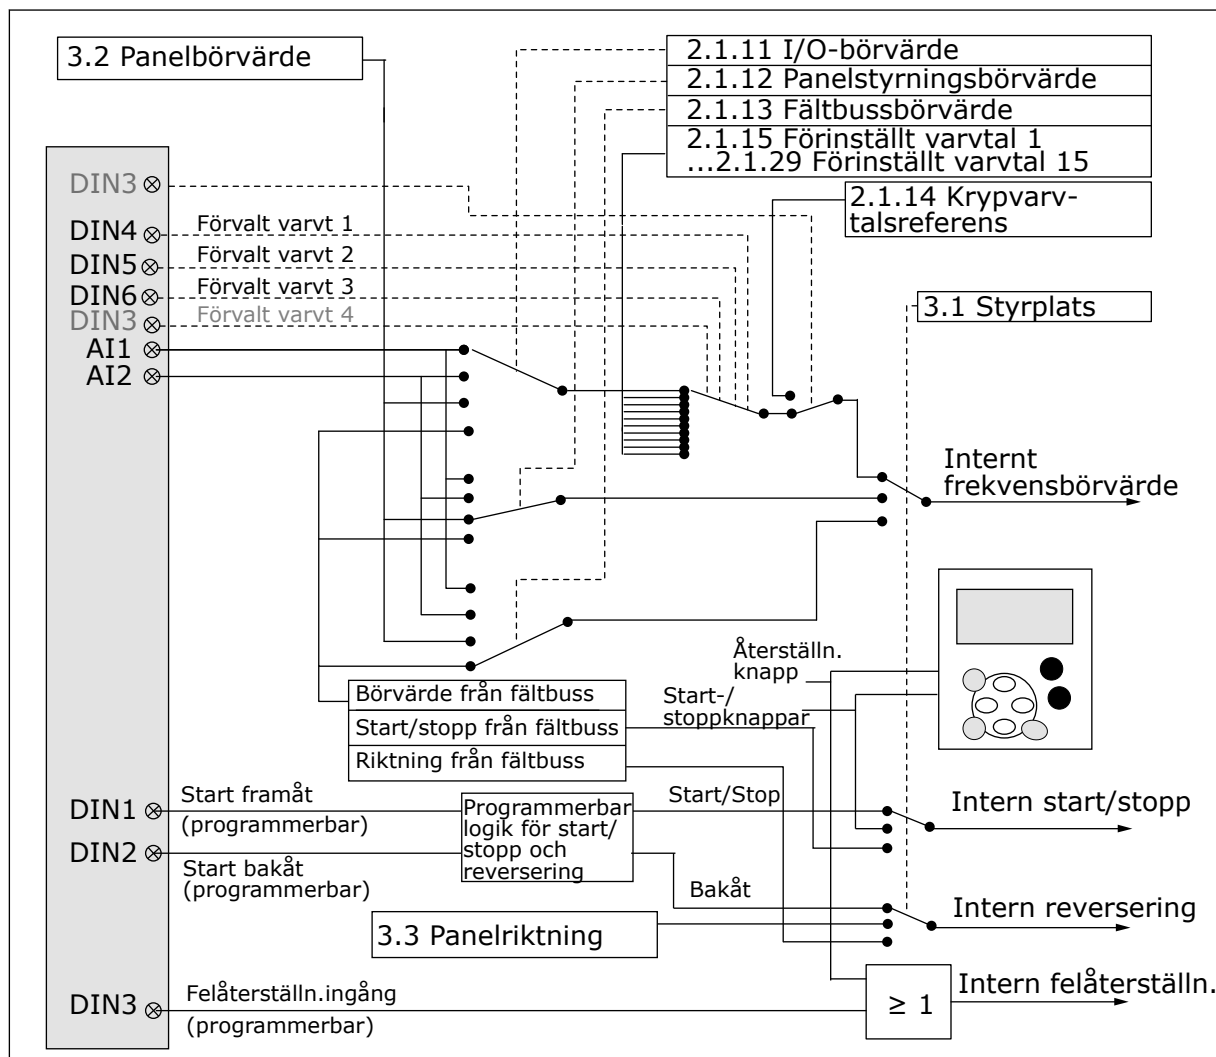 3.2 Panelbörvärde
2.1.11 I/O-börvärde
2.1.12 Panelstyrningsbörvärde
2.1.13 Fältbussbörvärde
2.1.15 Förinställt varvtal 1
...2.1.29 Förinställt varvtal 15
2.1.14 Krypvarv-
talsreferens
3.1 Styrplats
DIN3
DIN4
Förvalt varvt 1
DIN5
Förvalt varvt 2
DIN6
Förvalt varvt 3
DIN3
Förvalt varvt 4
AI1
AI2
Internt
frekvensbörvärde
Återställn.
knapp
Start-/
stoppknappar
Börvärde från fältbuss
Start/stopp från fältbuss
Riktning från fältbuss
DIN1
Start framåt
(programmerbar)
DIN2
Start bakåt
(programmerbar)
Programmerbar
logik för start/
stopp och
reversering
Start/Stop
Bakåt
Intern start/stopp
3.3 Panelriktning
Intern reversering
DIN3
Felåterställn.ingång
(programmerbar)
≥ 1
Intern felåterställn.